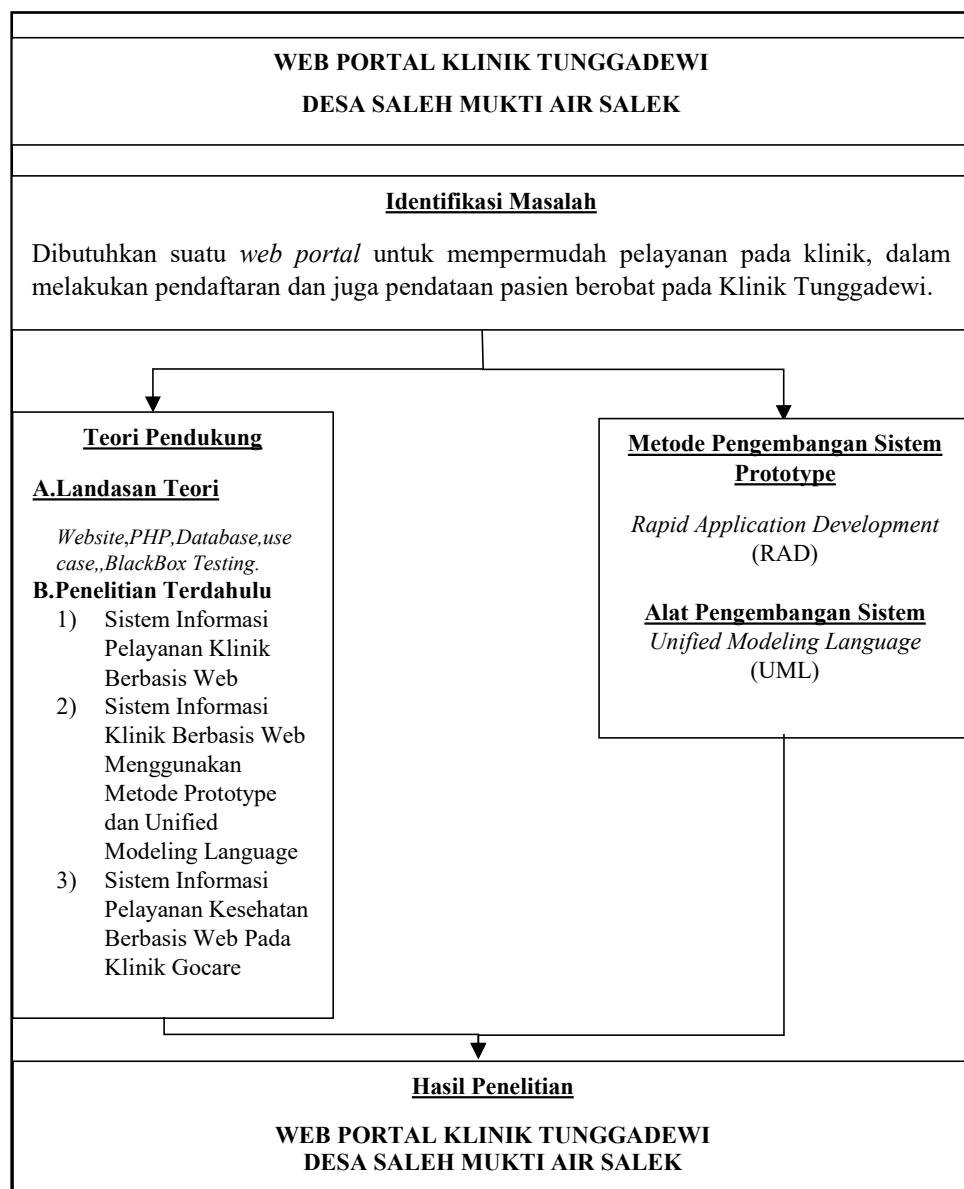 WEB PORTAL KLINIK TUNGGADEWI
DESA SALEH MUKTI AIR SALEK
Identifikasi Masalah
Dibutuhkan suatu web portal untuk mempermudah pelayanan pada klinik, dalam
melakukan pendaftaran dan juga pendataan pasien berobat pada Klinik Tunggadewi.
Teori Pendukung
A.Landasan Teori
Website,PHP,Database,use
case,,BlackBox Testing.
B.Penelitian Terdahulu
1) Sistem Informasi
Pelayanan Klinik
Berbasis Web
2) Sistem Informasi
Klinik Berbasis Web
Menggunakan
Metode Prototype
dan Unified
Modeling Language
3) Sistem Informasi
Pelayanan Kesehatan
Berbasis Web Pada
Klinik Gocare
Metode Pengembangan Sistem
Prototype
Rapid Application Development
(RAD)
Alat Pengembangan Sistem
Unified Modeling Language
(UML)
Hasil Penelitian
WEB PORTAL KLINIK TUNGGADEWI
DESA SALEH MUKTI AIR SALEK